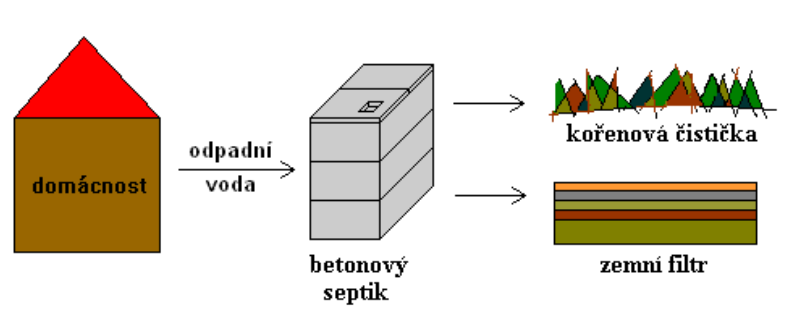 domácnost
odpadní
voda
betonový
septik
kořenová čistička
zemní filtr